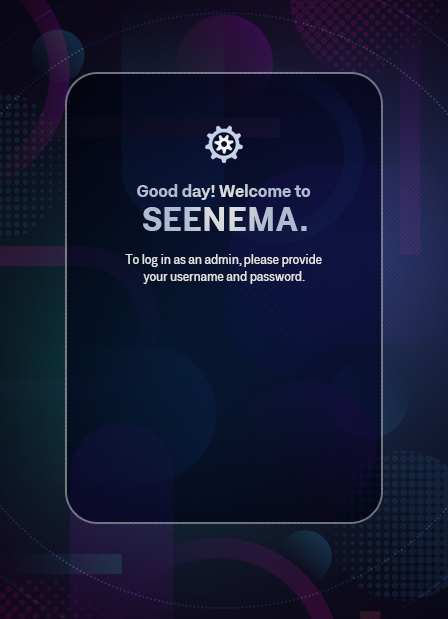 Good day! Welcome to
SEENEMA.
To log in as an admin, please provide
your username and password.